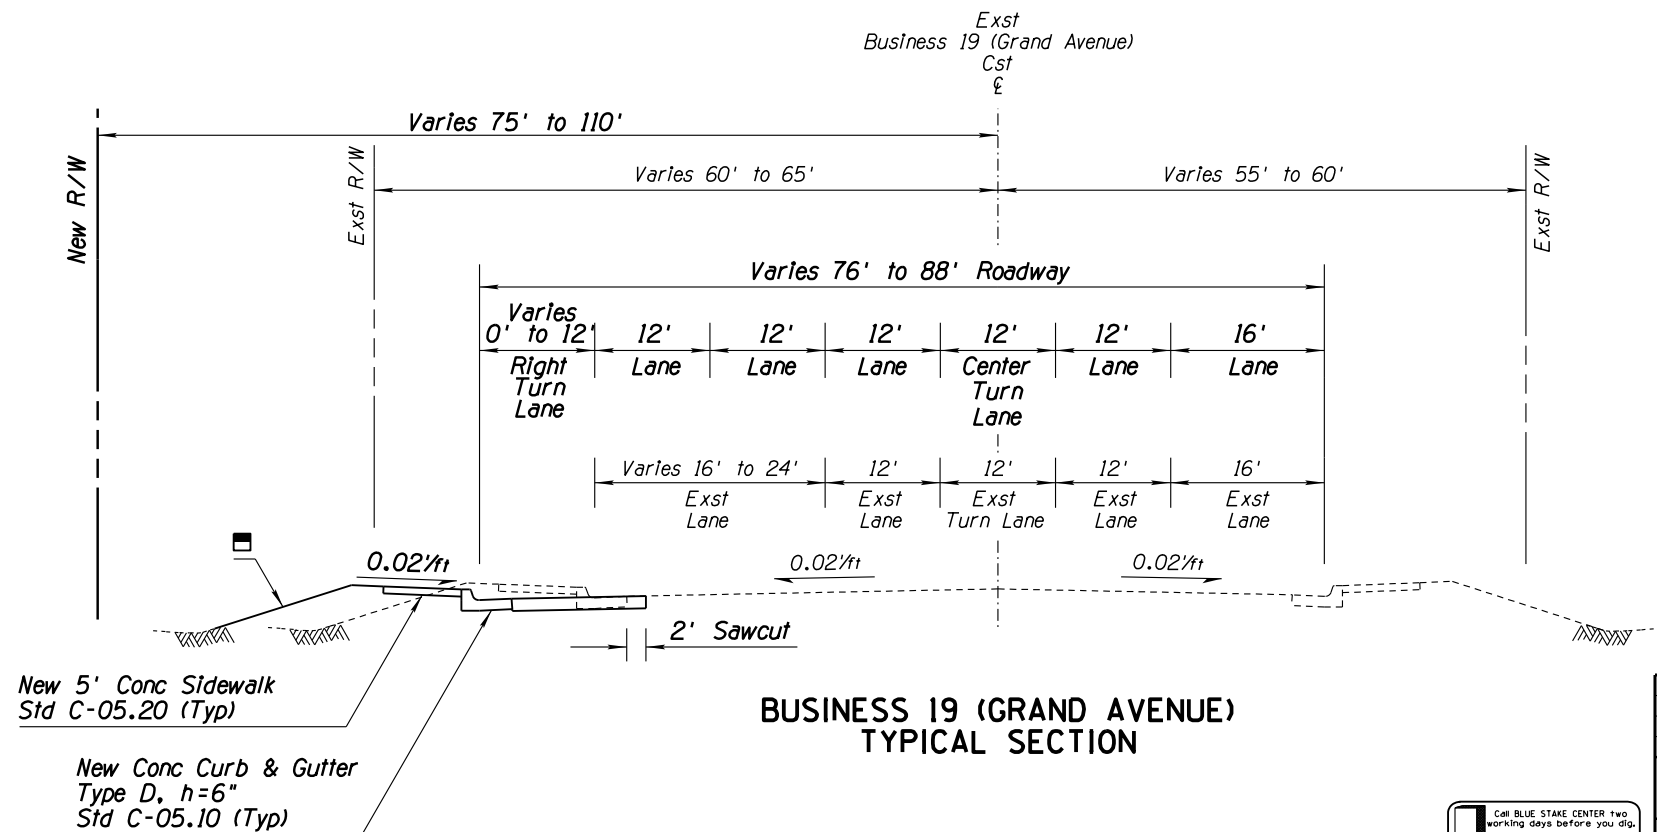 Exst
Business 19 (Grand Avenue)
Cst
℄
Varies 75' to 110'
New R/W
Exst R/W
Varies 60' to 65'
Varies 55' to 60'
Exst R/W
Varies 76' to 88' Roadway
Varies
0' to 12'
Right
Turn
Lane
12'
Lane
12'
Lane
12'
Lane
12'
Center
Turn
Lane
12'
Lane
16'
Lane
Varies 16' to 24'
Exst
Lane
12'
Exst
Lane
12'
Exst
Turn Lane
12'
Exst
Lane
16'
Exst
Lane
0.02'/ft
0.02'/ft
0.02'/ft
2' Sawcut
New 5' Conc Sidewalk
Std C-05.20 (Typ)
New Conc Curb & Gutter
Type D, h=6"
Std C-05.10 (Typ)
BUSINESS 19 (GRAND AVENUE)
TYPICAL SECTION
Call BLUE STAKE CENTER two
working days before you dig.